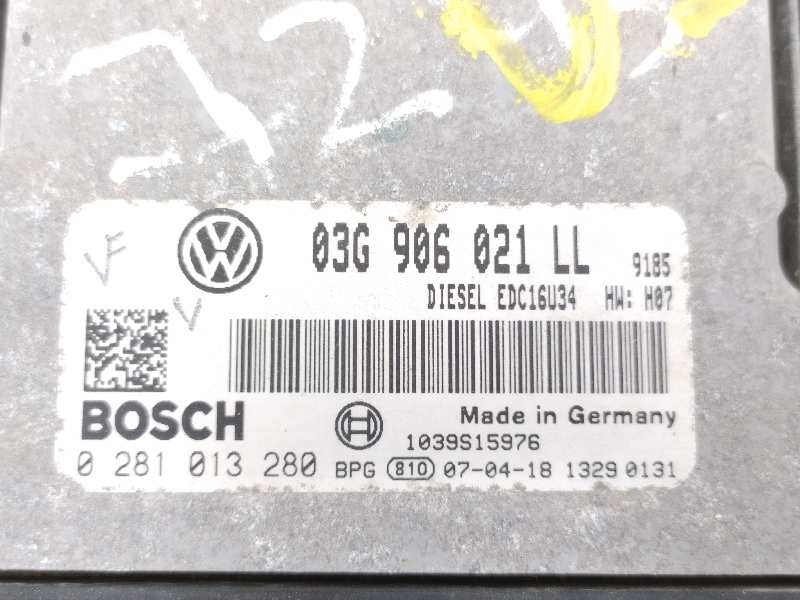 VF
V
03G 906 021 LL 9185
DIESEL EDC16U34 HW: H07
BOSCH
Made in Germany
1039S15976
0 281 013 280 BPG 810 07-04-18 1329 0131